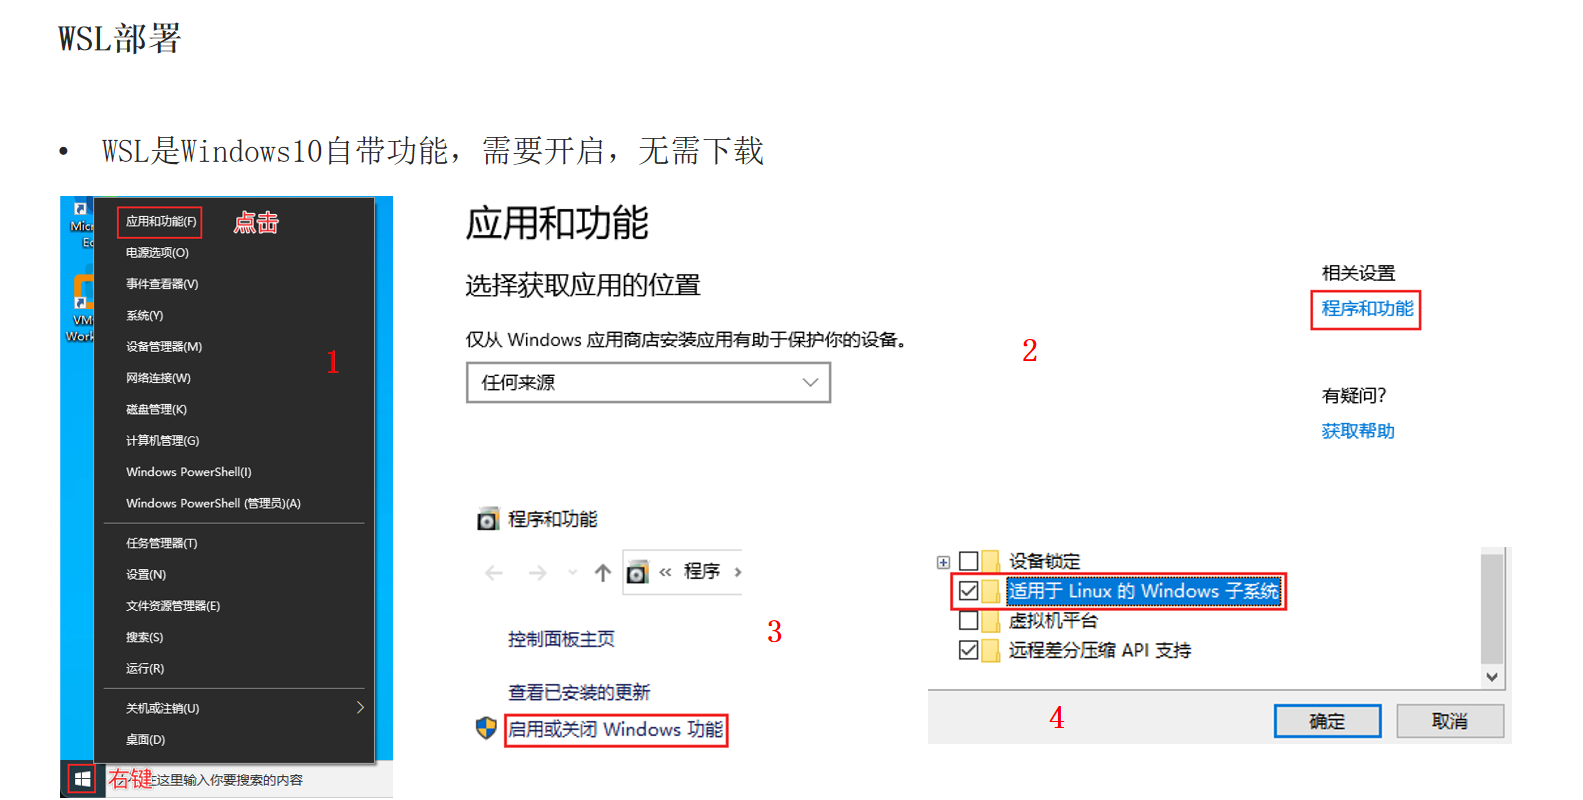 WSL部署
• WSL是Windows10自带功能，需要开启，无需下载
应用和功能(F)
点击
电源选项(O)
事件查看器(V)
系统(Y)
设备管理器(M)
网络连接(W)
磁盘管理(K)
计算机管理(G)
Windows PowerShell(I)
Windows PowerShell (管理员)(A)
任务管理器(T)
设置(N)
文件资源管理器(E)
搜索(S)
运行(R)
关机或注销(U)
桌面(D)
右键
在这里输入你要搜索的内容
1
应用和功能
选择获取应用的位置
仅从 Windows 应用商店安装应用有助于保护你的设备。
任何来源
2
相关设置
程序和功能
有疑问?
获取帮助
程序和功能
« 程序 ›
控制面板主页
3
查看已安装的更新
启用或关闭 Windows 功能
设备锁定
适用于 Linux 的 Windows 子系统
虚拟机平台
远程差分压缩 API 支持
4
确定
取消